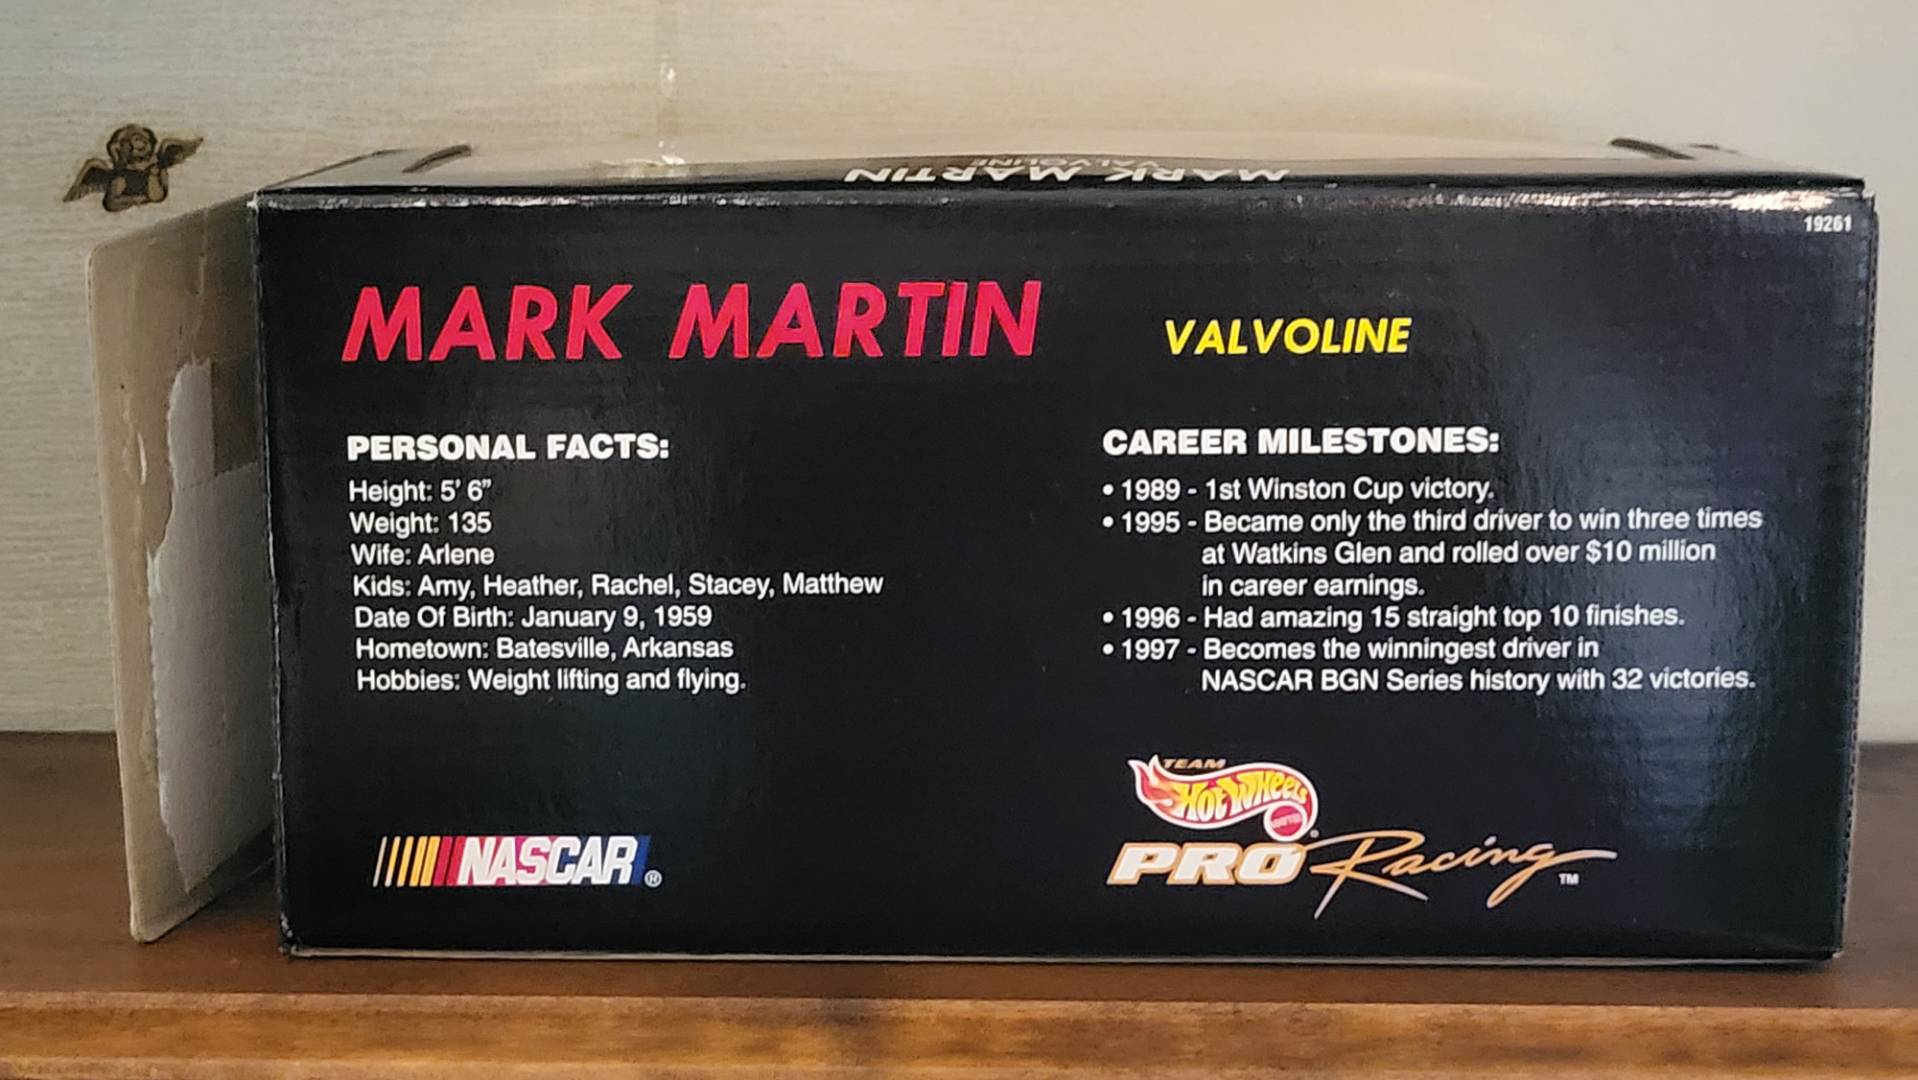 MARK MARTIN
VALVOLINE
19261
MARK MARTIN VALVOLINE
PERSONAL FACTS:
Height: 5' 6"
Weight: 135
Wife: Arlene
Kids: Amy, Heather, Rachel, Stacey, Matthew
Date Of Birth: January 9, 1959
Hometown: Batesville, Arkansas
Hobbies: Weight lifting and flying.
CAREER MILESTONES:
• 1989 - 1st Winston Cup victory.
• 1995 - Became only the third driver to win three times
at Watkins Glen and rolled over $10 million
in career earnings.
• 1996 - Had amazing 15 straight top 10 finishes.
• 1997 - Becomes the winningest driver in
NASCAR BGN Series history with 32 victories.
NASCAR®
TEAM
HOT WHEELS
MATTEL
®
PRO Racing™